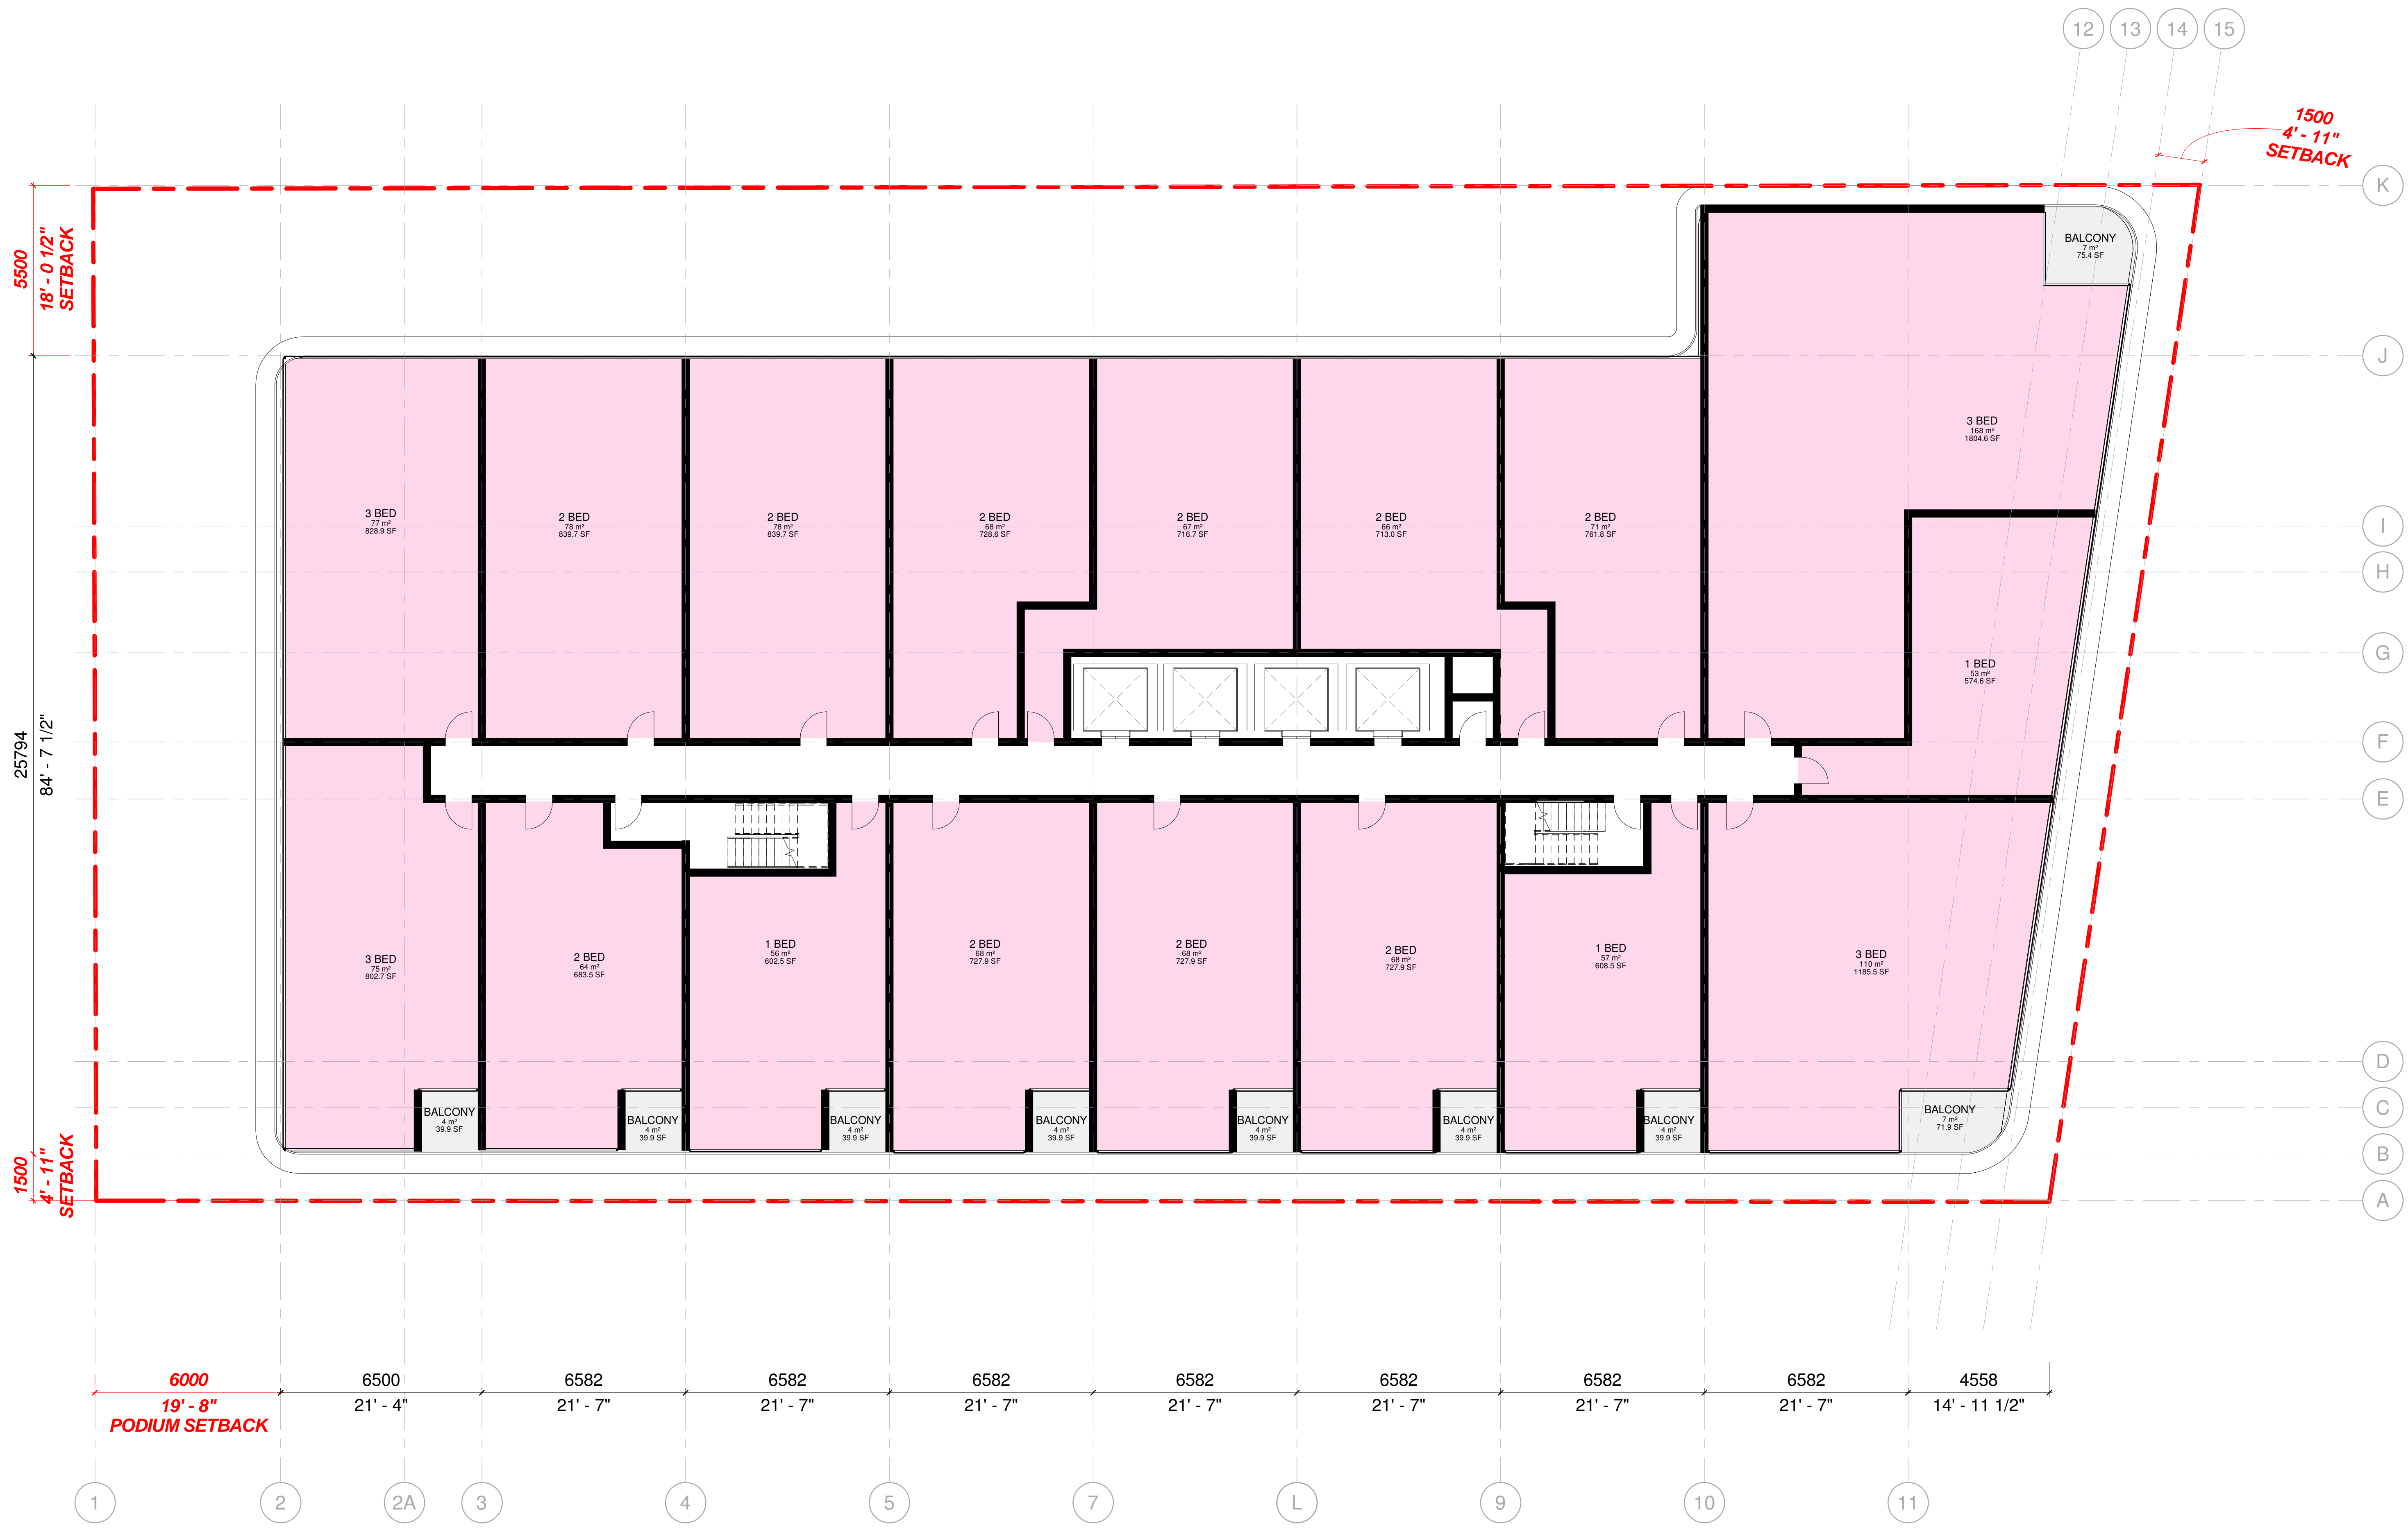 12
13
14
15
1500
4' - 11"
SETBACK
K
5500
18' - 0 1/2"
SETBACK
BALCONY
7 m²
75.4 SF
J
3 BED
168 m²
1804.6 SF
3 BED
77 m²
828.9 SF
2 BED
78 m²
839.7 SF
2 BED
78 m²
839.7 SF
2 BED
68 m²
728.6 SF
2 BED
67 m²
716.7 SF
2 BED
66 m²
713.0 SF
2 BED
71 m²
761.8 SF
I
H
G
1 BED
53 m²
574.6 SF
25794
84' - 7 1/2"
F
E
3 BED
75 m²
802.7 SF
2 BED
64 m²
683.5 SF
1 BED
56 m²
602.5 SF
2 BED
68 m²
727.9 SF
2 BED
68 m²
727.9 SF
2 BED
68 m²
727.9 SF
1 BED
57 m²
608.5 SF
3 BED
110 m²
1185.5 SF
D
BALCONY
4 m²
39.9 SF
BALCONY
4 m²
39.9 SF
BALCONY
4 m²
39.9 SF
BALCONY
4 m²
39.9 SF
BALCONY
4 m²
39.9 SF
BALCONY
4 m²
39.9 SF
BALCONY
4 m²
39.9 SF
BALCONY
7 m²
71.9 SF
C
B
1500
4' - 11"
SETBACK
A
6000
19' - 8"
PODIUM SETBACK
6500
21' - 4"
6582
21' - 7"
6582
21' - 7"
6582
21' - 7"
6582
21' - 7"
6582
21' - 7"
6582
21' - 7"
6582
21' - 7"
4558
14' - 11 1/2"
1
2
2A
3
4
5
7
L
9
10
11